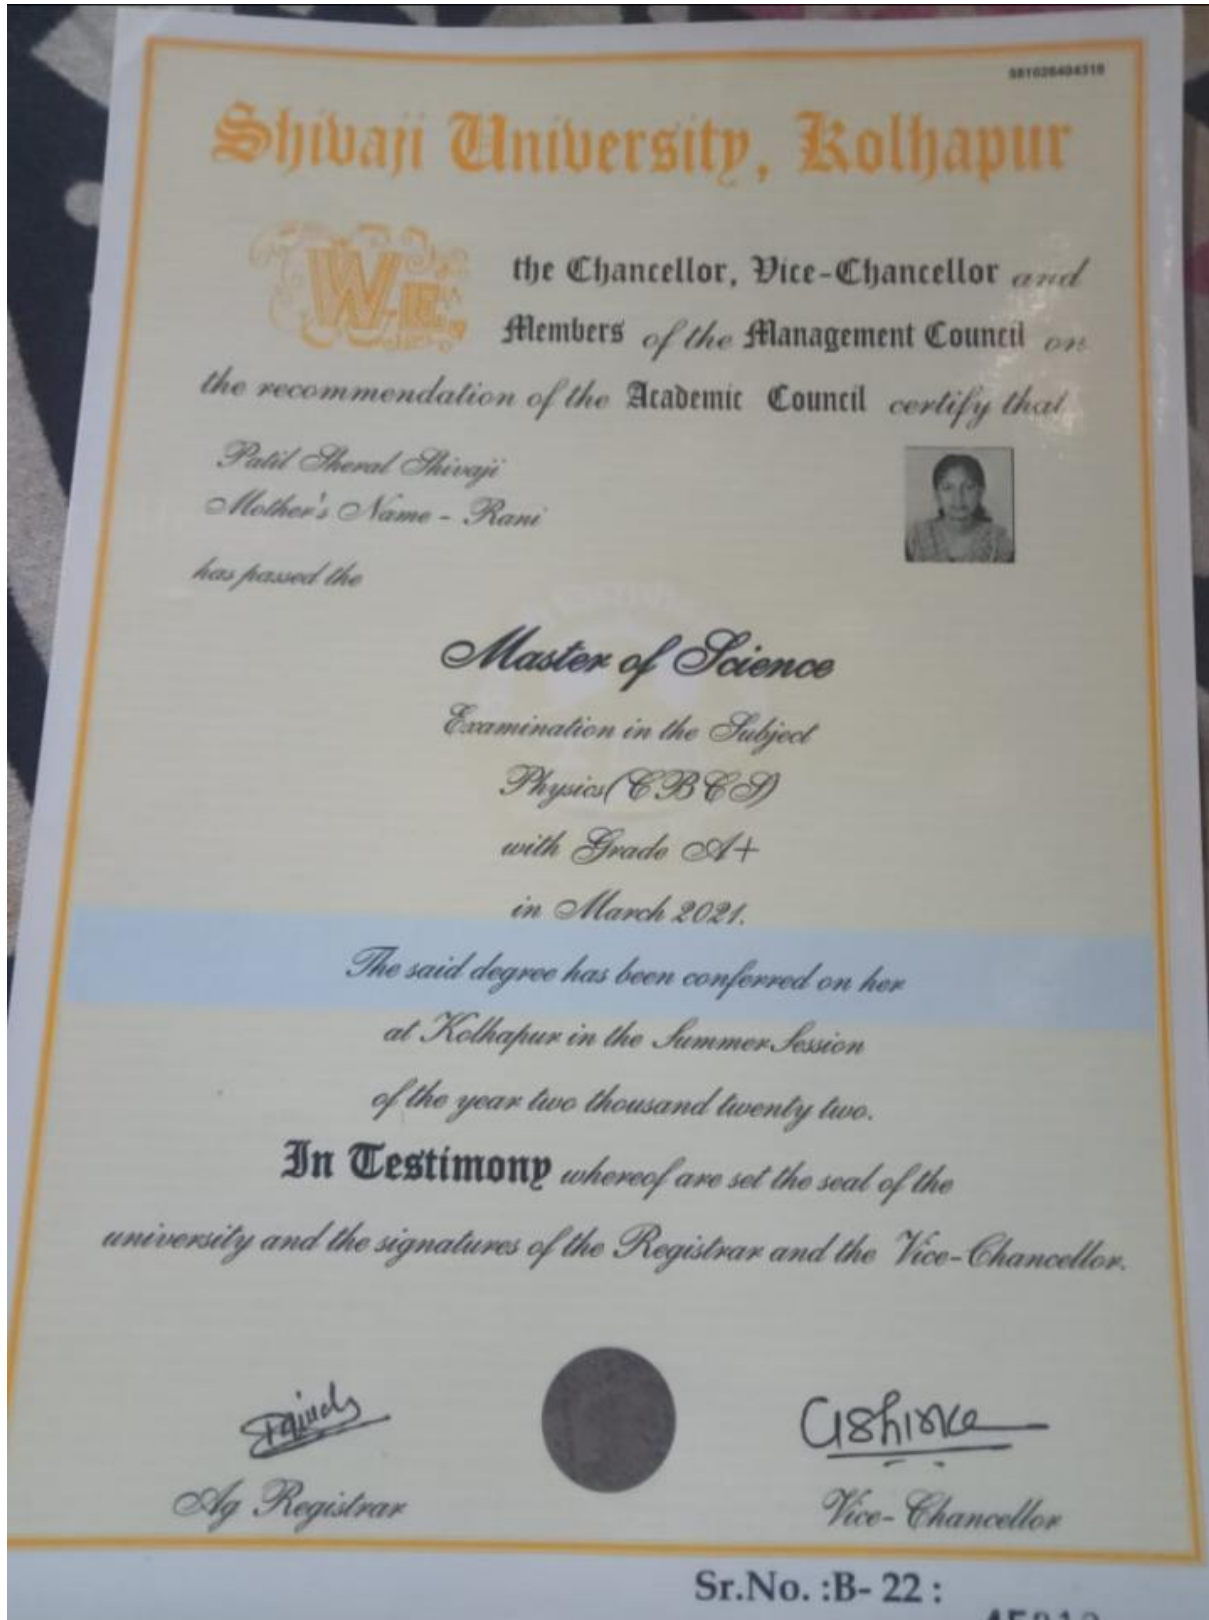 581026404310
Shivaji University, Kolhapur
WE the Chancellor, Vice-Chancellor and
Members of the Management Council on
the recommendation of the Academic Council certify that
Patil Sheral Shivaji
Mother's Name - Rani
has passed the
Master of Science
Examination in the Subject
Physics(CBCS)
with Grade A+
in March 2021.
The said degree has been conferred on her
at Kolhapur in the Summer Session
of the year two thousand twenty two.
In Testimony whereof are set the seal of the
university and the signatures of the Registrar and the Vice-Chancellor.
Ag Registrar
Vice-Chancellor
Sr.No. :B- 22 :